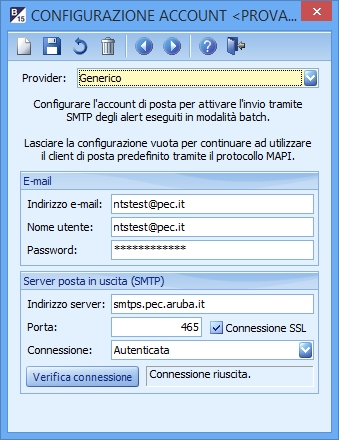 B 15 CONFIGURAZIONE ACCOUNT <PROVA...
Provider: Generico
Configurare l'account di posta per attivare l'invio tramite
SMTP degli alert eseguiti in modalità batch.
Lasciare la configurazione vuota per continuare ad utilizzare
il client di posta predefinito tramite il protocollo MAPI.
E-mail
Indirizzo e-mail: ntstest@pec.it
Nome utente: ntstest@pec.it
Password: ************
Server posta in uscita (SMTP)
Indirizzo server: smtps.pec.aruba.it
Porta: 465 Connessione SSL
Connessione: Autenticata
Verifica connessione Connessione riuscita.